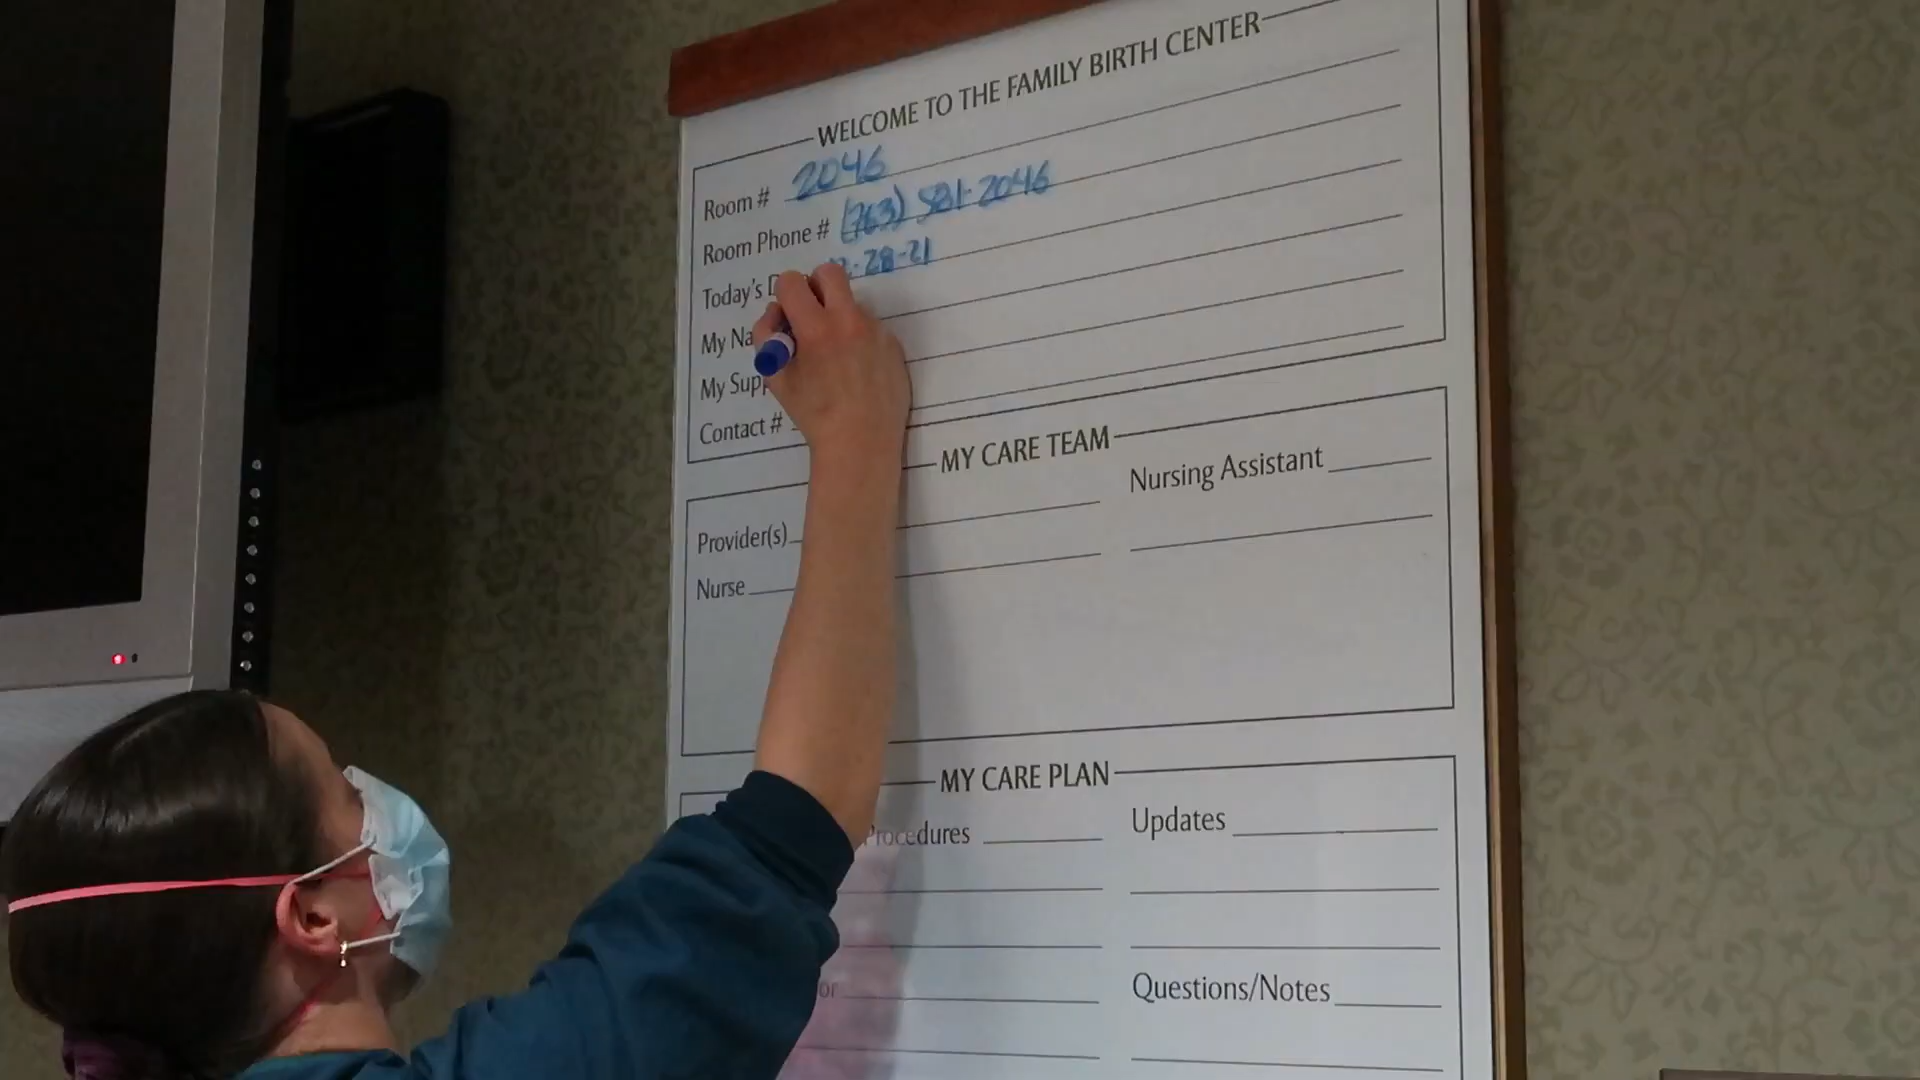 WELCOME TO THE FAMILY BIRTH CENTER
Room # 2046
Room Phone # (763) 581-2046
Today's 28-21
My
My
Contact #
MY CARE TEAM
Provider(s)
Nursing Assistant
Nurse
MY CARE PLAN
Procedures
Updates
Questions/Notes